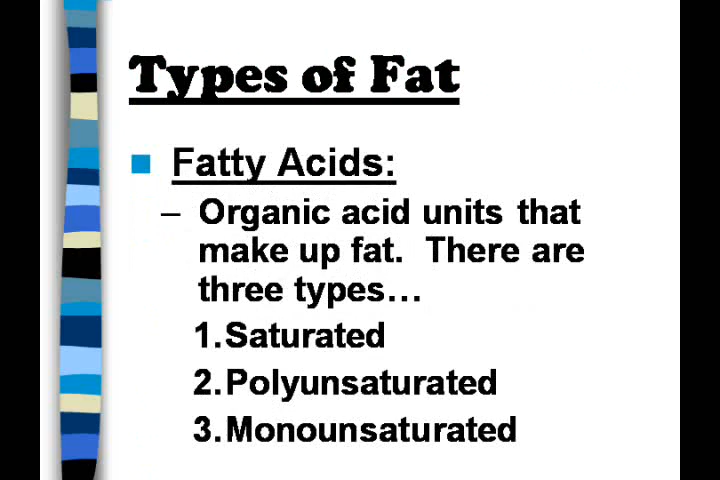 Types of Fat
Fatty Acids:
– Organic acid units that
make up fat.  There are
three types...
1.Saturated
2.Polyunsaturated
3.Monounsaturated